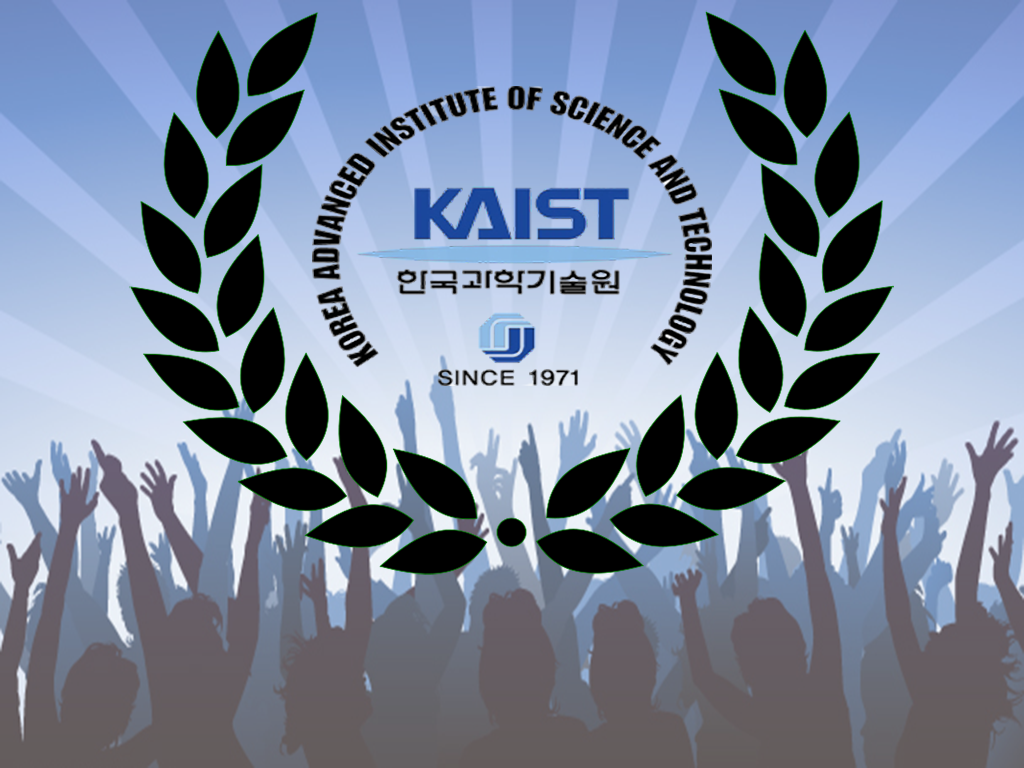 KOREA ADVANCED INSTITUTE OF SCIENCE AND TECHNOLOGY
KAIST
한국과학기술원
SINCE 1971